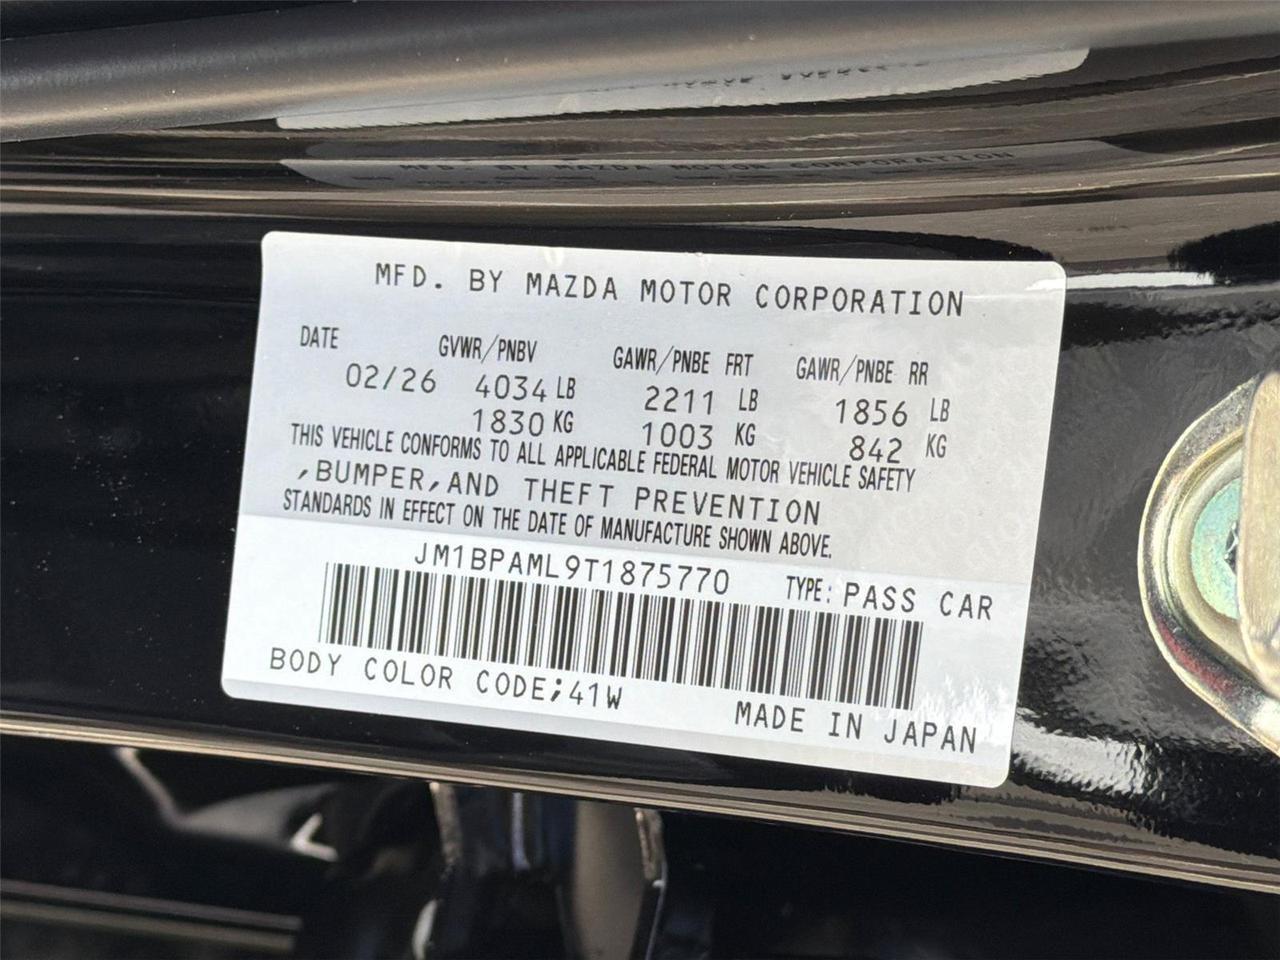 MFD. BY MAZDA MOTOR CORPORATION
DATE GVWR/PNBV GAWR/PNBE FRT GAWR/PNBE RR
02/26 4034 LB 2211 LB 1856 LB
1830 KG 1003 KG 842 KG
THIS VEHICLE CONFORMS TO ALL APPLICABLE FEDERAL MOTOR VEHICLE SAFETY
,BUMPER,AND THEFT PREVENTION
STANDARDS IN EFFECT ON THE DATE OF MANUFACTURE SHOWN ABOVE.
JM1BPAML9T1875770 TYPE: PASS CAR
BODY COLOR CODE;41W
MADE IN JAPAN